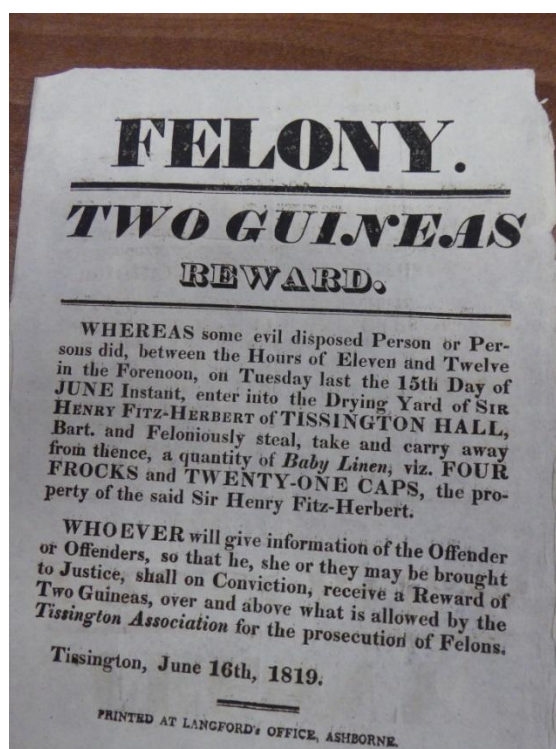 FELONY.
TWO GUINEAS
REWARD.
WHEREAS some evil disposed Person or Per-
sons did, between the Hours of Eleven and Twelve
in the Forenoon, on Tuesday last the 15th Day of
JUNE Instant, enter into the Drying Yard of SIR
HENRY FITZ-HERBERT of TISSINGTON HALL,
Bart. and Feloniously steal, take and carry away
from thence, a quantity of Baby Linen, viz. FOUR
FROCKS and TWENTY-ONE CAPS, the pro-
perty of the said Sir Henry Fitz-Herbert.
WHOEVER will give information of the Offender
or Offenders, so that he, she or they may be brought
to Justice, shall on Conviction, receive a Reward of
Two Guineas, over and above what is allowed by the
Tissington Association for the prosecution of Felons.
Tissington, June 16th, 1819.
PRINTED AT LANGFORD's OFFICE, ASHBORNE.